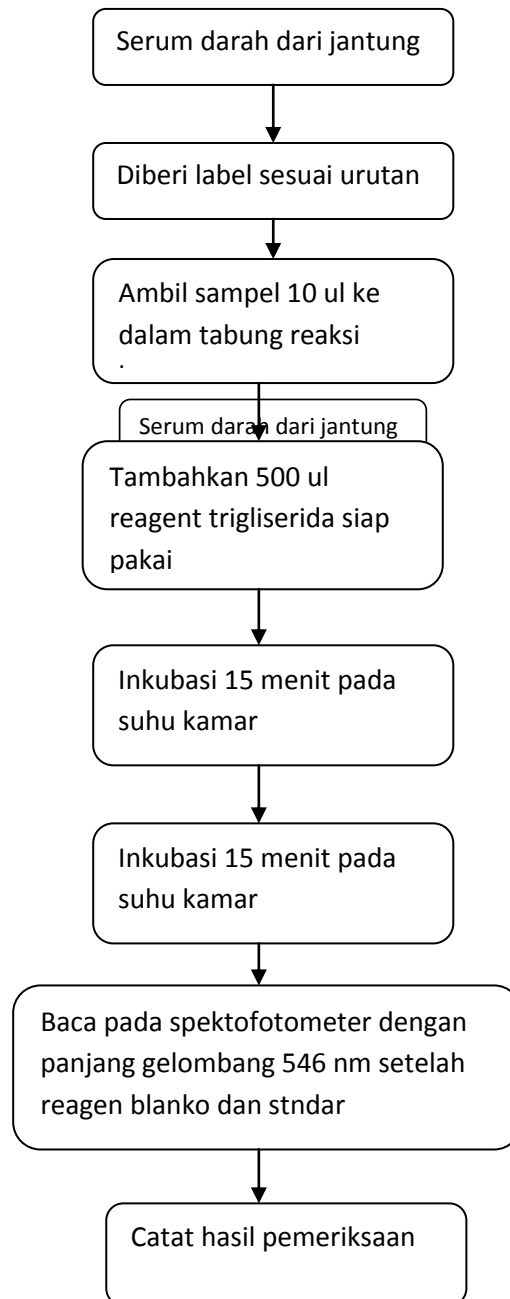 Serum darah dari jantung
Diberi label sesuai urutan
Ambil sampel 10 ul ke
dalam tabung reaksi
.
Serum darah dari jantung
Tambahkan 500 ul
reagent trigliserida siap
pakai
Inkubasi 15 menit pada
suhu kamar
Inkubasi 15 menit pada
suhu kamar
Baca pada spektofotometer dengan
panjang gelombang 546 nm setelah
reagen blanko dan stndar
Catat hasil pemeriksaan